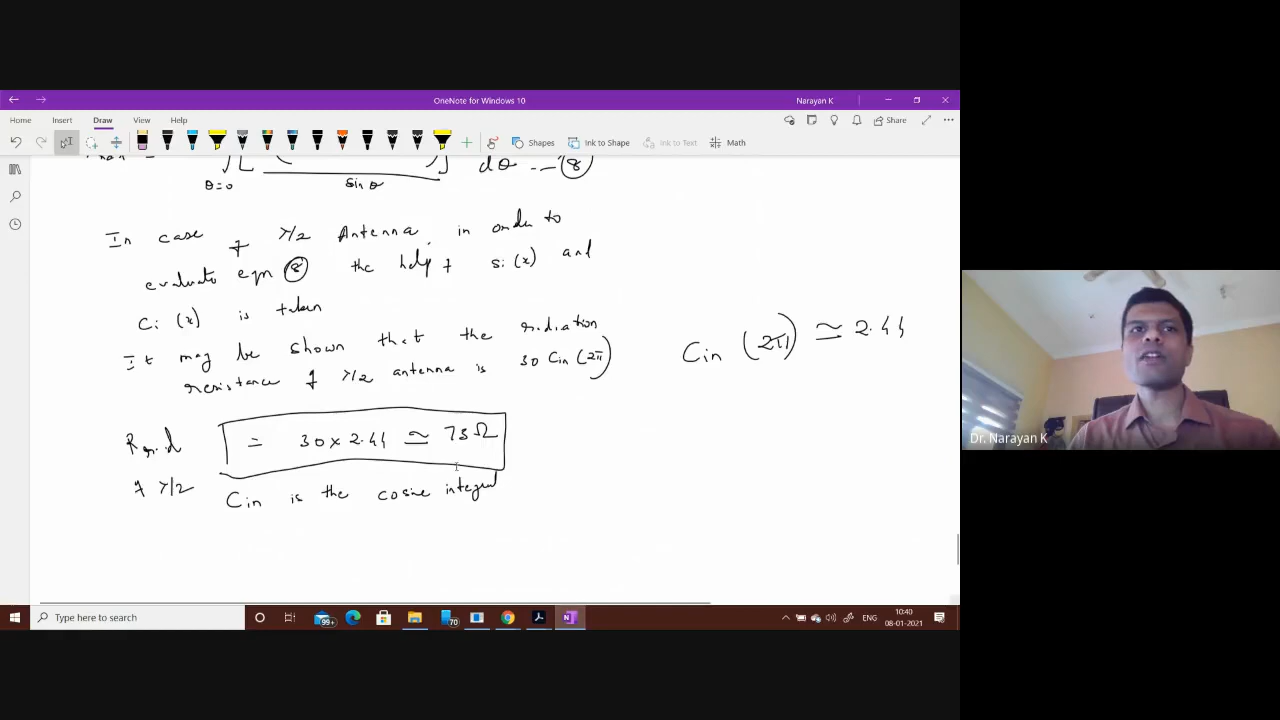 OneNote for Windows 10
Narayan K
Home Insert Draw View Help
Share
Shapes Ink to Shape Ink to Text Math
θ=0 sin θ dθ -- (8)
In case of λ/2 Antenna, in order to
evaluate eqn (8) the help of si(x) and
Ci (x) is taken
It may be shown that the radiation
resistance of λ/2 antenna is 30 Cin (2π)
Cin (2π) ≃ 2.44
Rrad = 30 x 2.44 ≃ 73 Ω
of λ/2 Cin is the cosine integral
Dr. Narayan K
Type here to search
99+
70
ENG
10:40
08-01-2021